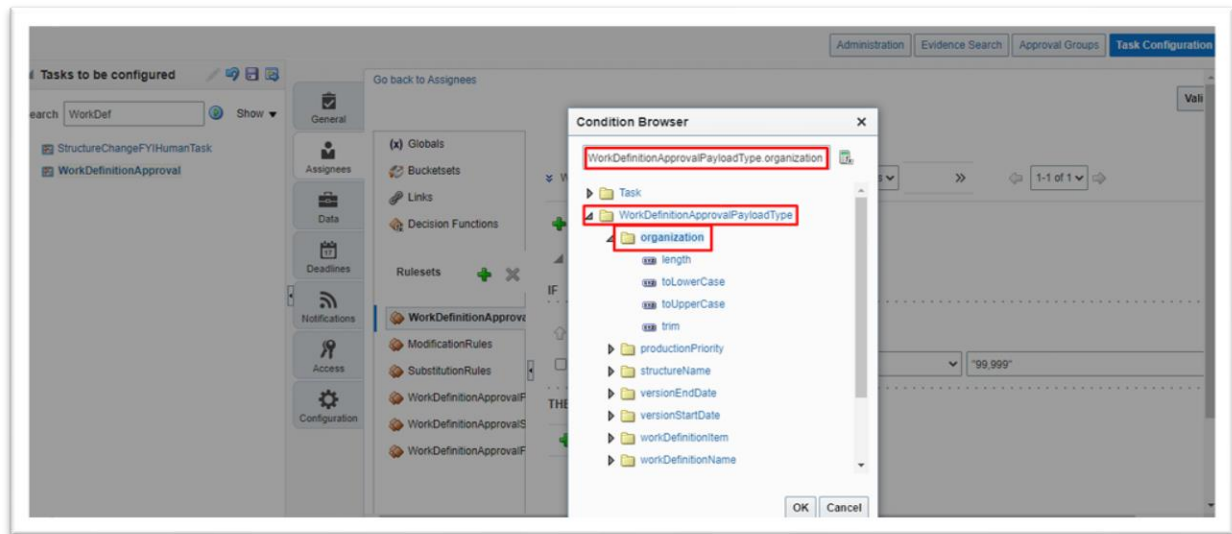 Administration
Evidence Search
Approval Groups
Task Configuration
Tasks to be configured
earch WorkDef Show
StructureChangeFYIHumanTask
WorkDefinitionApproval
General
Assignees
Data
Deadlines
Notifications
Access
Configuration
Go back to Assignees
Vali
(x) Globals
Bucketsets
Links
Decision Functions
Rulesets
WorkDefinitionApprova
ModificationRules
SubstitutionRules
WorkDefinitionApprovalF
WorkDefinitionApprovalS
WorkDefinitionApprovalF
W
IF
THE
s
1-1 of 1
"99,999"
Condition Browser
WorkDefinitionApprovalPayloadType.organization
Task
WorkDefinitionApprovalPayloadType
organization
length
toLowerCase
toUpperCase
trim
productionPriority
structureName
versionEndDate
versionStartDate
workDefinitionItem
workDefinitionName
OK
Cancel